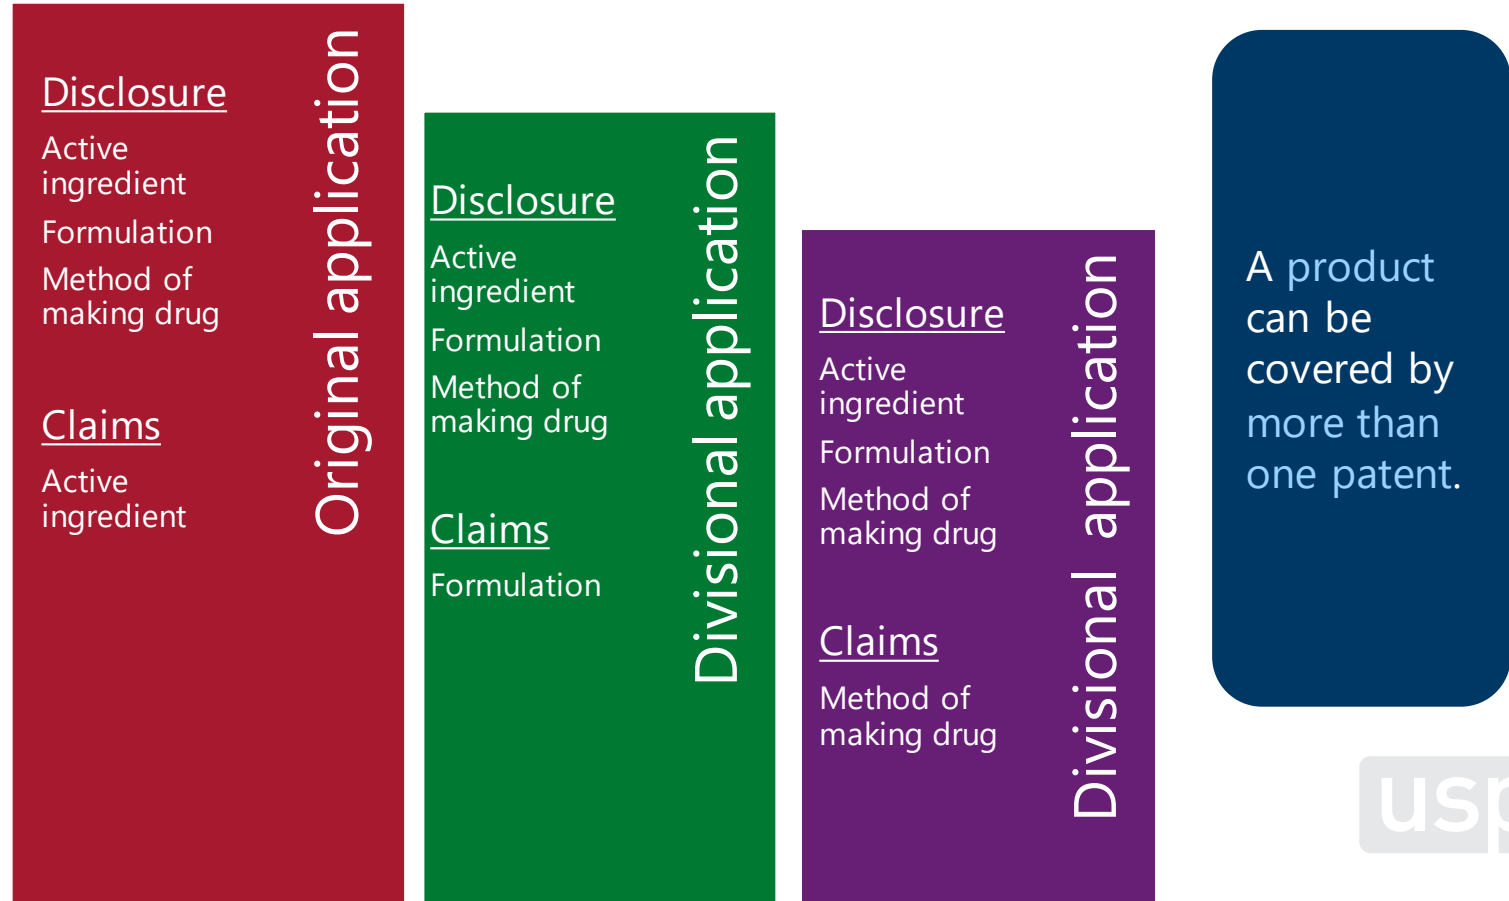 Disclosure
Active
ingredient
Formulation
Method of
making drug
Claims
Active
ingredient
Original application
Disclosure
Active
ingredient
Formulation
Method of
making drug
Claims
Formulation
Divisional application
Disclosure
Active
ingredient
Formulation
Method of
making drug
Claims
Method of
making drug
Divisional application
A product
can be
covered by
more than
one patent.
usp